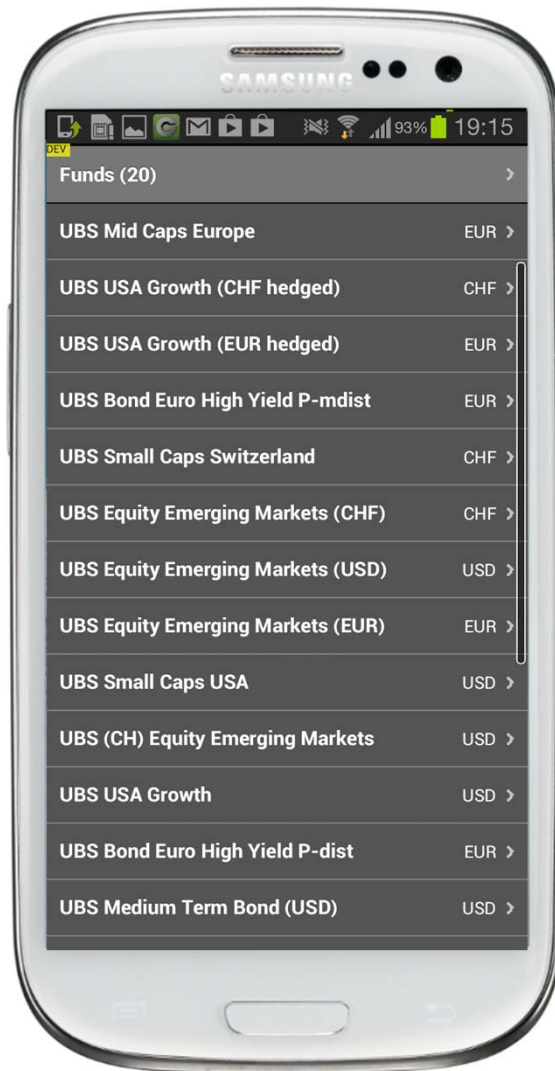 SAMSUNG
93% 19:15
DEV
Funds (20)
UBS Mid Caps Europe EUR
UBS USA Growth (CHF hedged) CHF
UBS USA Growth (EUR hedged) EUR
UBS Bond Euro High Yield P-mdist EUR
UBS Small Caps Switzerland CHF
UBS Equity Emerging Markets (CHF) CHF
UBS Equity Emerging Markets (USD) USD
UBS Equity Emerging Markets (EUR) EUR
UBS Small Caps USA USD
UBS (CH) Equity Emerging Markets USD
UBS USA Growth USD
UBS Bond Euro High Yield P-dist EUR
UBS Medium Term Bond (USD) USD